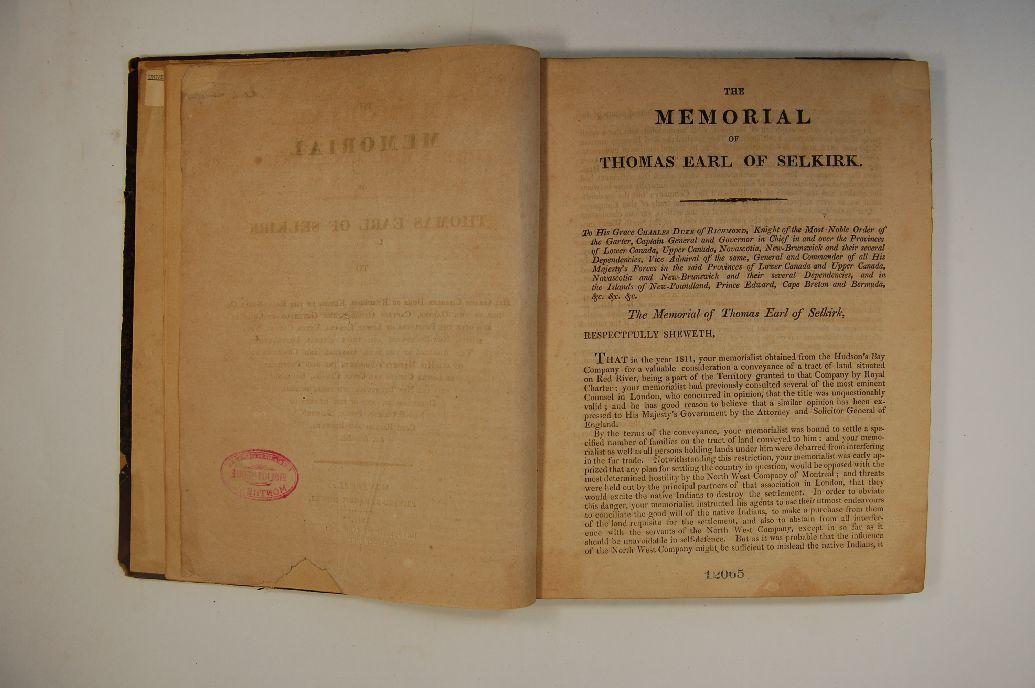 THE
MEMORIAL
OF
THOMAS EARL OF SELKIRK.
To His Grace CHARLES DUKE of RICHMOND, Knight of the Most Noble Order of
the Garter, Captain General and Governor in Chief in and over the Provinces
of Lower Canada, Upper Canada, Novascotia, New-Brunswick and their several
Dependencies, Vice Admiral of the same, General and Commander of all His
Majesty's Forces in the said Provinces of Lower Canada and Upper Canada,
Novascotia and New-Brunswick and their several Dependencies, and in
the Islands of New-Foundland, Prince Edward, Cape Breton and Bermuda,
&c. &c. &c.
The Memorial of Thomas Earl of Selkirk,
RESPECTFULLY SHEWETH,
THAT in the year 1811, your memorialist obtained from the Hudson's Bay
Company for a valuable consideration a conveyance of a tract of land situated
on Red River, being a part of the Territory granted to that Company by Royal
Charter: your memorialist had previously consulted several of the most eminent
Counsel in London, who concurred in opinion, that the title was unquestionably
valid; and he has good reason to believe that a similar opinion has been ex-
pressed to His Majesty's Government by the Attorney and Solicitor General of
England.
By the terms of the conveyance, your memorialist was bound to settle a spe-
cified number of families on the tract of land conveyed to him: and your memo-
rialist as well as all persons holding lands under him were debarred from interfering
in the fur trade. Notwithstanding this restriction, your memorialist was early ap-
prized that any plan for settling the country in question, would be opposed with the
most determined hostility by the North West Company of Montreal; and threats
were held out by the principal partners of that association in London, that they
would excite the native Indians to destroy the settlement. In order to obviate
this danger, your memorialist instructed his agents to use their utmost endeavours
to conciliate the good will of the native Indians, to make a purchase from them
of the land requisite for the settlement, and also to abstain from all interfer-
ence with the servants of the North West Company, except in so far as it
should be unavoidable in self-defence. But as it was probable that the influence
of the North West Company might be sufficient to mislead the native Indians, it
12065